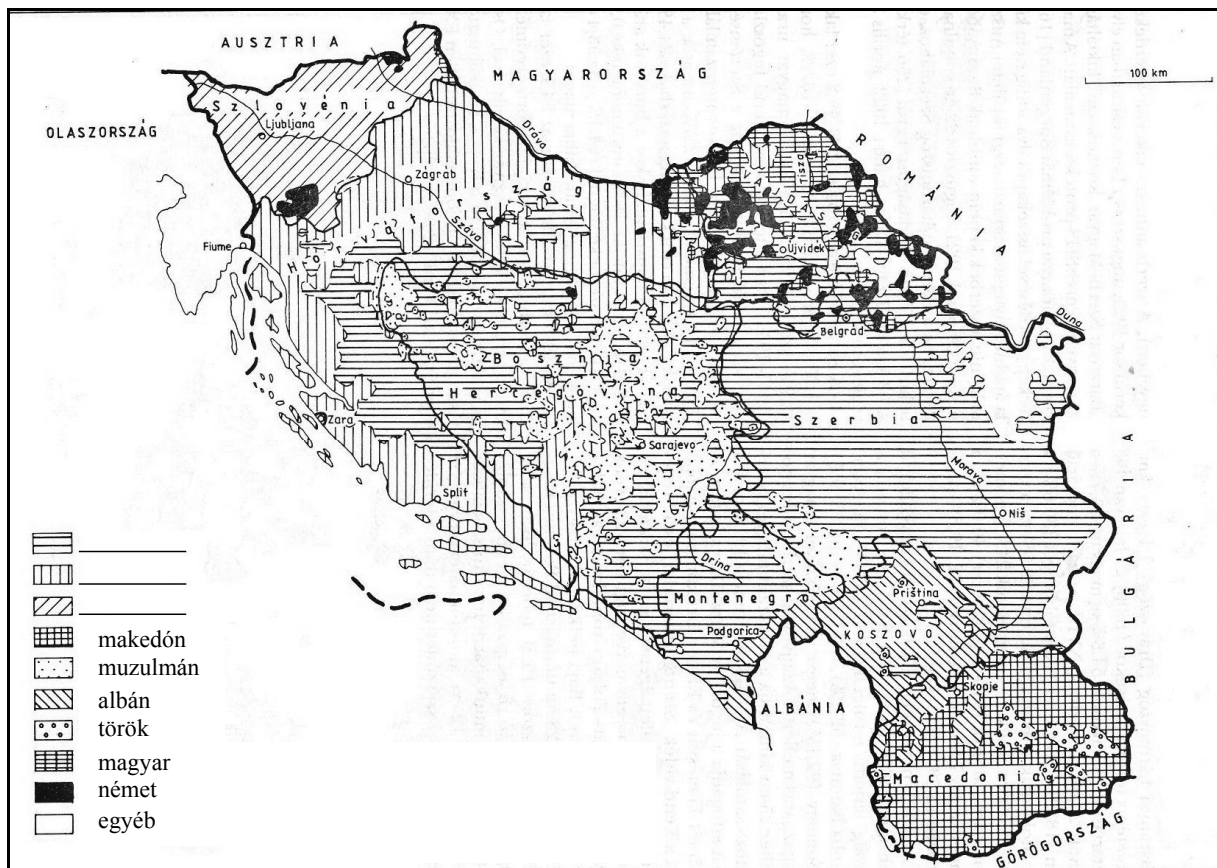 AUSZTRIA
MAGYARORSZÁG
100 km
Szlovénia
Ljubljana
OLASZORSZÁG
Dráva
ROMÁNIA
Tisza
VAJDASÁG
Zágráb
Horvátország
Száva
Újvidék
Fiume
Duna
Belgrád
Bosznia
Hercegovina
Zara
Szerbia
Sarajevo
Morava
Split
Niš
BULGÁRIA
Drina
Montenegro
Priština
Podgorica
KOSZOVO
Skopje
ALBÁNIA
Macedonia
GÖRÖGORSZÁG
makedón
muzulmán
albán
török
magyar
német
egyéb